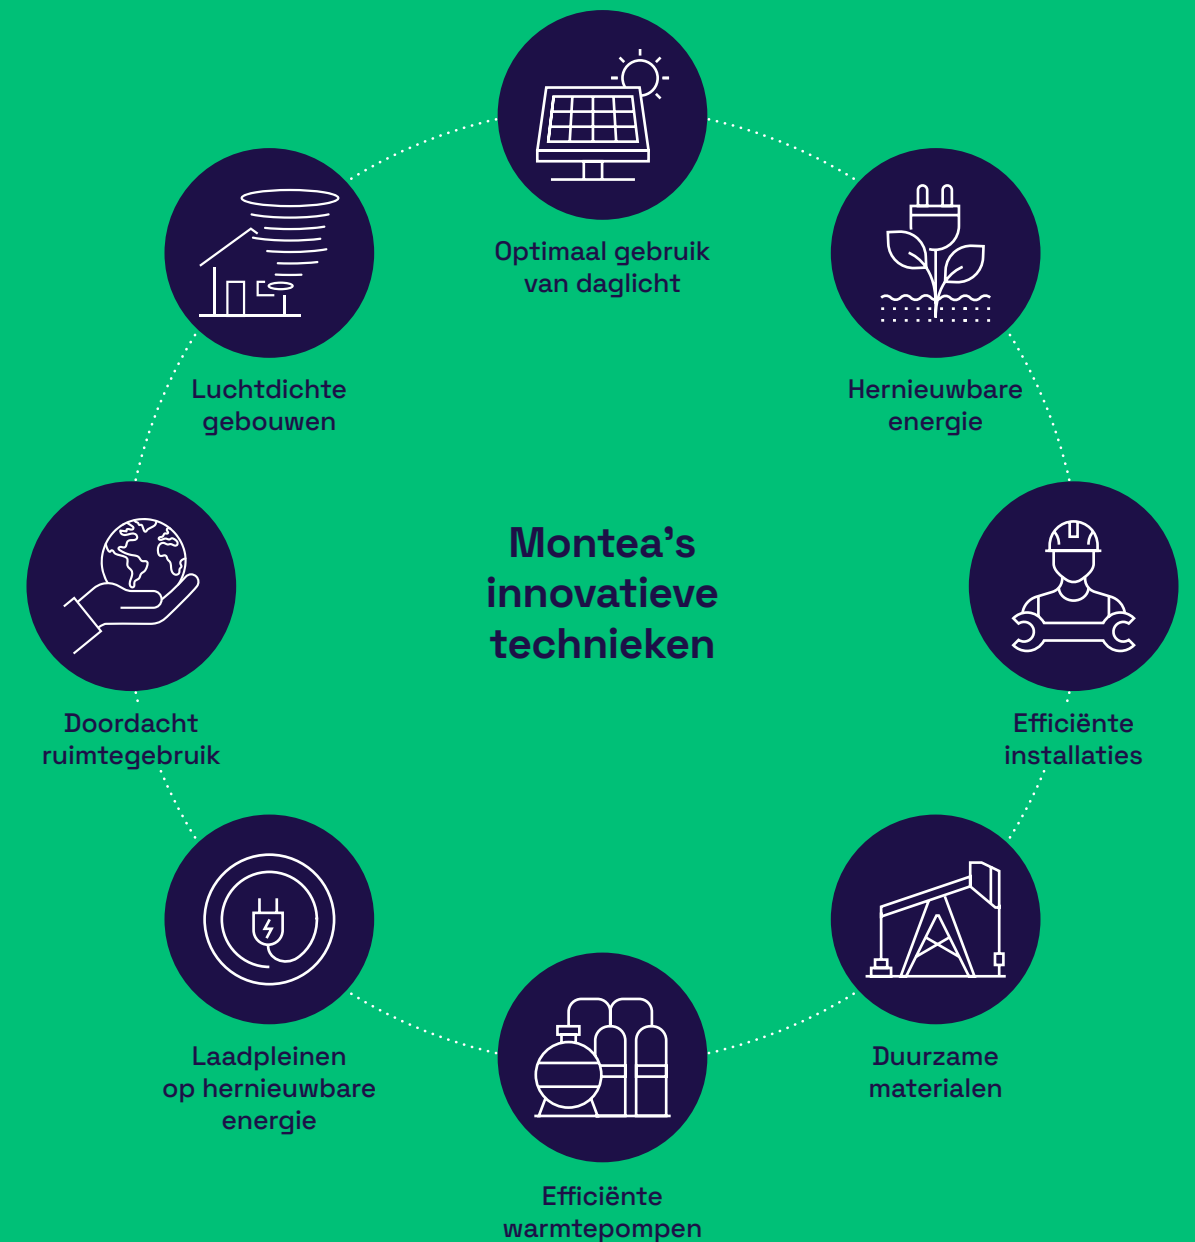 Optimaal gebruik
van daglicht
Hernieuwbare
energie
Efficiënte
installaties
Duurzame
materialen
Efficiënte
warmtepompen
Laadpleinen
op hernieuwbare
energie
Doordacht
ruimtegebruik
Luchtdichte
gebouwen
Montea's
innovatieve
technieken